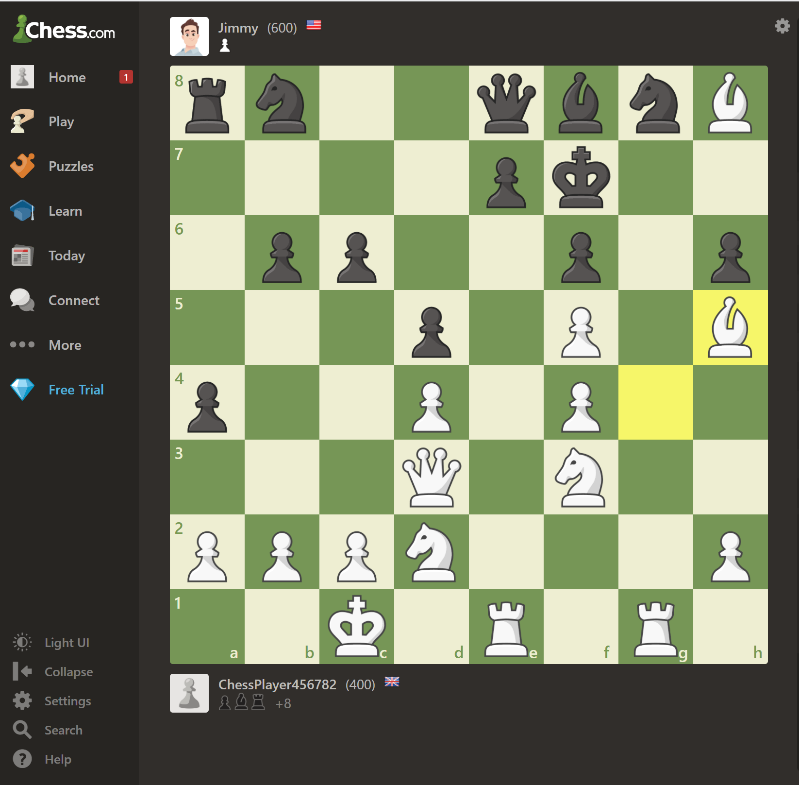 Chess.com
Home 1
Play
Puzzles
Learn
Today
Connect
More
Free Trial
Light UI
Collapse
Settings
Search
? Help
Jimmy (600)
8
7
6
5
4
3
2
1
a b c d e f g h
ChessPlayer456782 (400)
+8